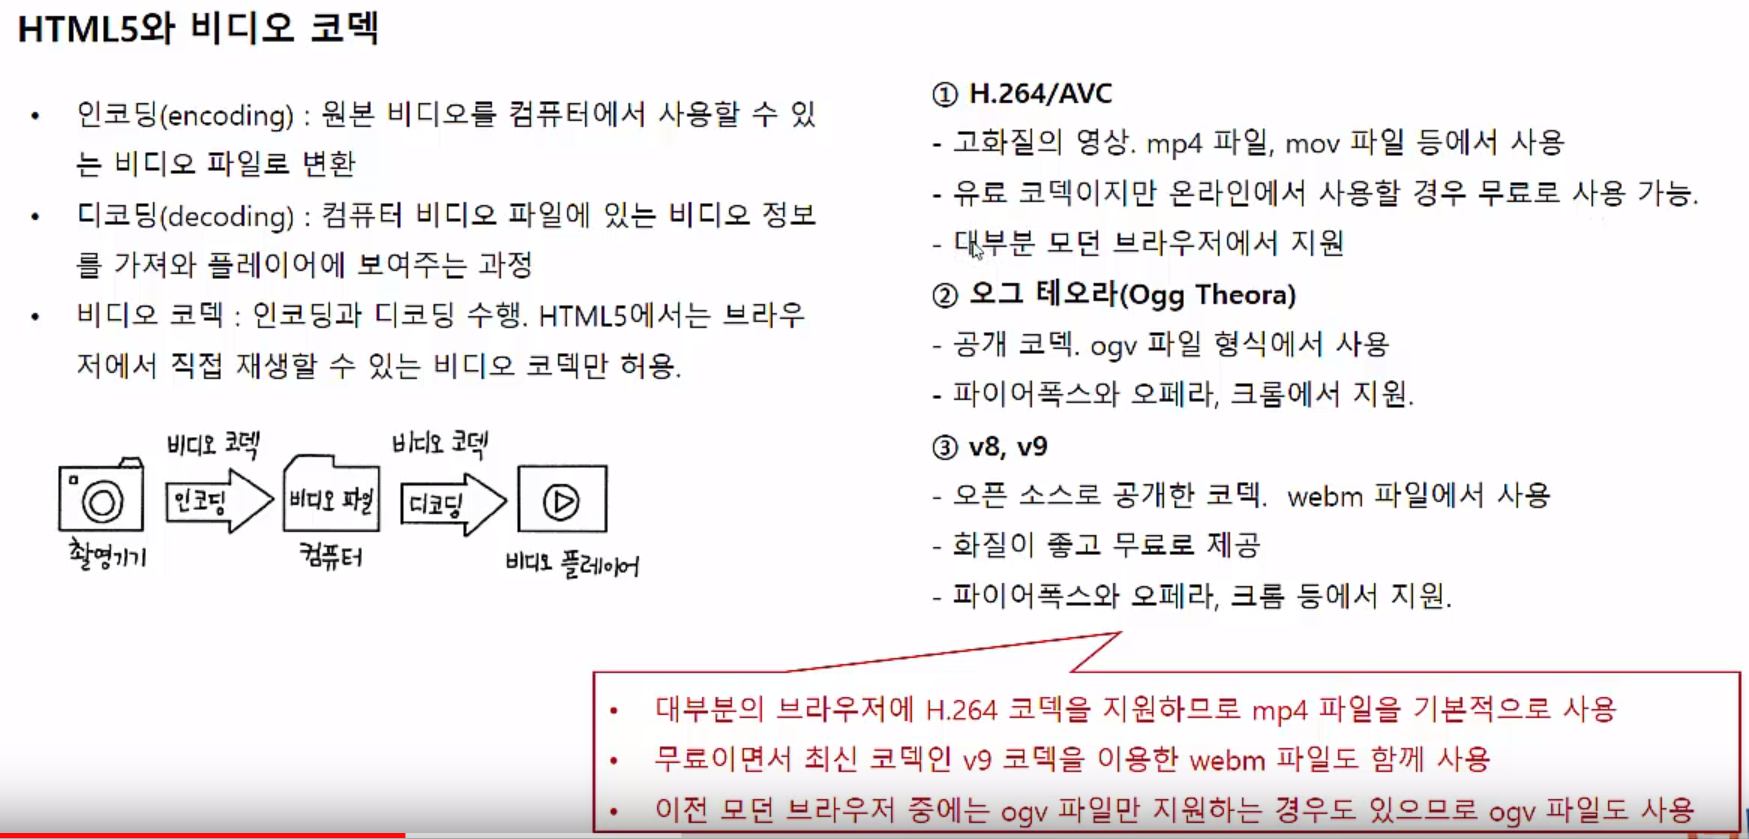 HTML5와 비디오 코덱
• 인코딩(encoding) : 원본 비디오를 컴퓨터에서 사용할 수 있
는 비디오 파일로 변환
• 디코딩(decoding) : 컴퓨터 비디오 파일에 있는 비디오 정보
를 가져와 플레이어에 보여주는 과정
• 비디오 코덱 : 인코딩과 디코딩 수행. HTML5에서는 브라우
저에서 직접 재생할 수 있는 비디오 코덱만 허용.
비디오 코덱
비디오 코덱
인코딩
비디오 파일
디코딩
촬영기기
컴퓨터
비디오 플레이어
① H.264/AVC
- 고화질의 영상. mp4 파일, mov 파일 등에서 사용
- 유료 코덱이지만 온라인에서 사용할 경우 무료로 사용 가능.
- 대부분 모던 브라우저에서 지원
② 오그 테오라(Ogg Theora)
- 공개 코덱. ogv 파일 형식에서 사용
- 파이어폭스와 오페라, 크롬에서 지원.
③ v8, v9
- 오픈 소스로 공개한 코덱. webm 파일에서 사용
- 화질이 좋고 무료로 제공
- 파이어폭스와 오페라, 크롬 등에서 지원.
• 대부분의 브라우저에 H.264 코덱을 지원하므로 mp4 파일을 기본적으로 사용
• 무료이면서 최신 코덱인 v9 코덱을 이용한 webm 파일도 함께 사용
• 이전 모던 브라우저 중에는 ogv 파일만 지원하는 경우도 있으므로 ogv 파일도 사용